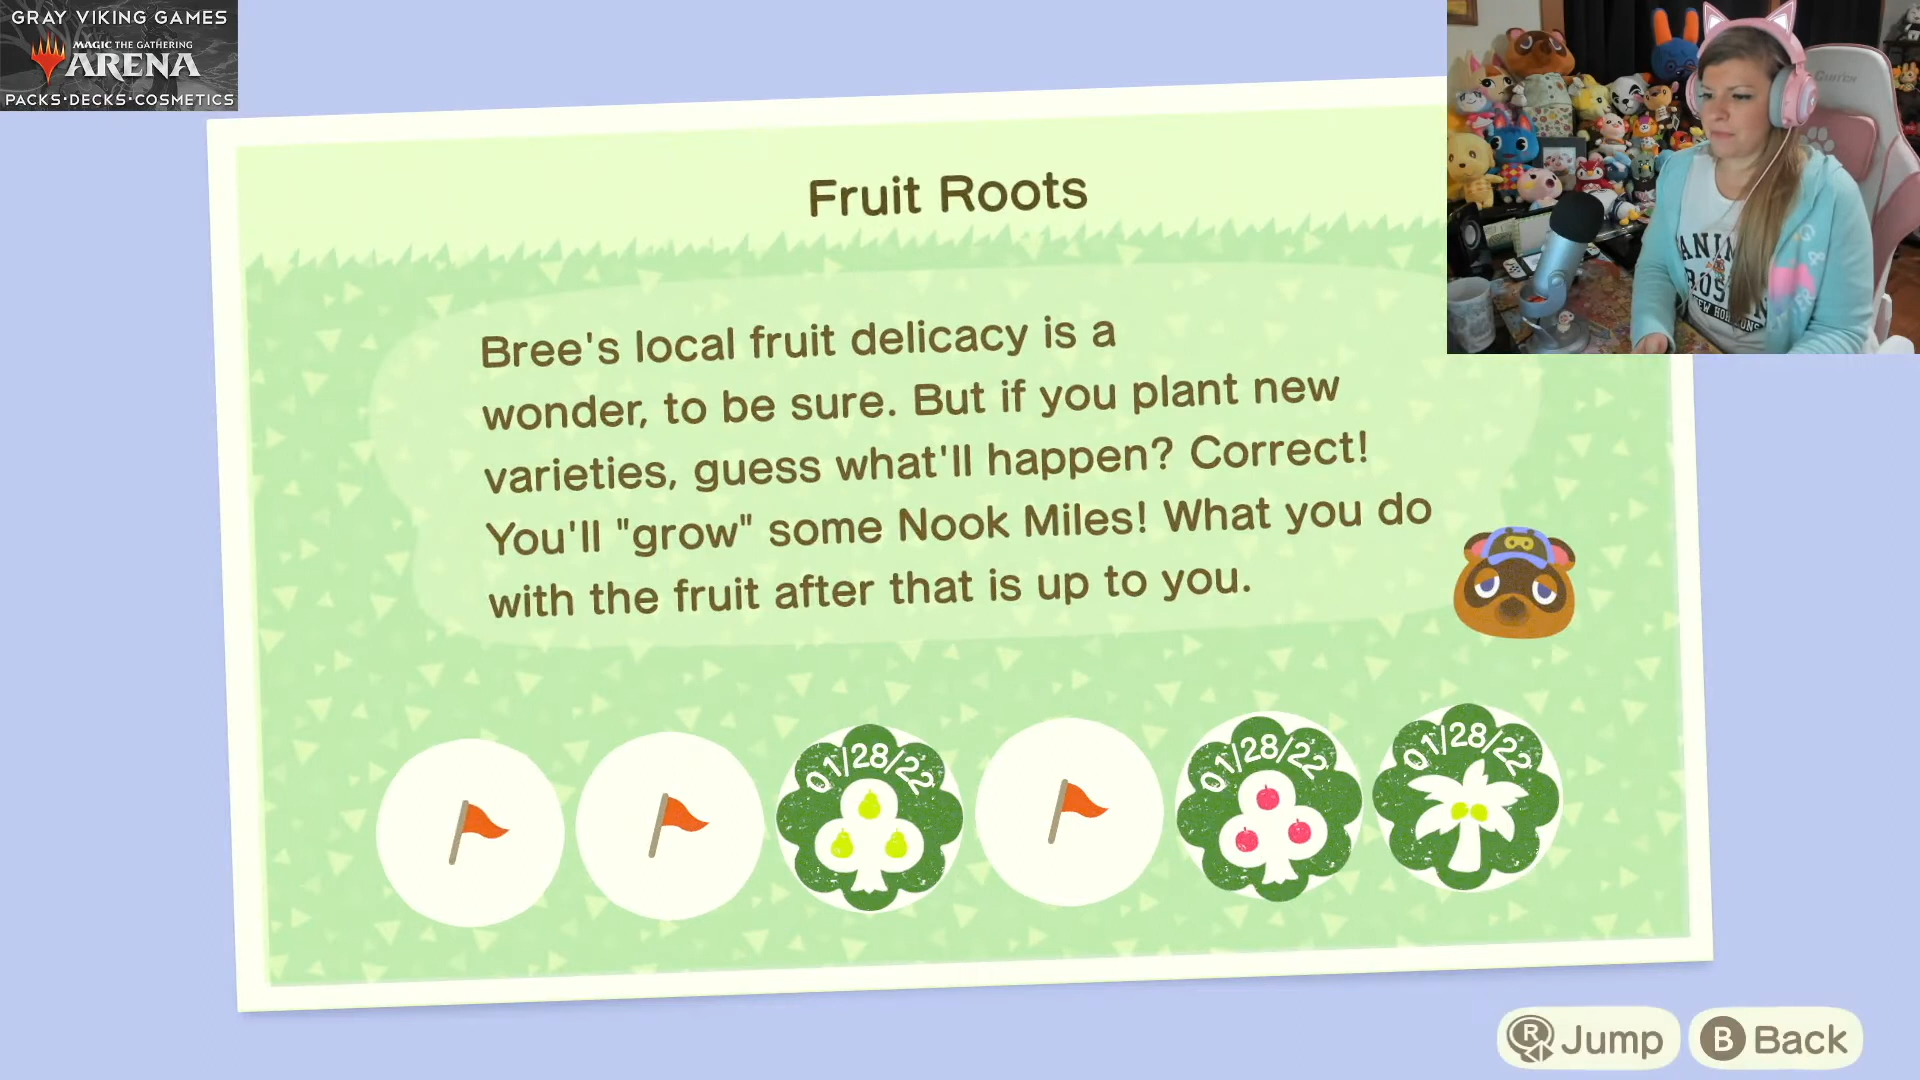 GRAY VIKING GAMES
MAGIC THE GATHERING
ARENA
PACKS•DECKS•COSMETICS
Fruit Roots
Bree's local fruit delicacy is a
wonder, to be sure. But if you plant new
varieties, guess what'll happen? Correct!
You'll "grow" some Nook Miles! What you do
with the fruit after that is up to you.
01/28/22
01/28/22
01/28/22
R Jump
B Back